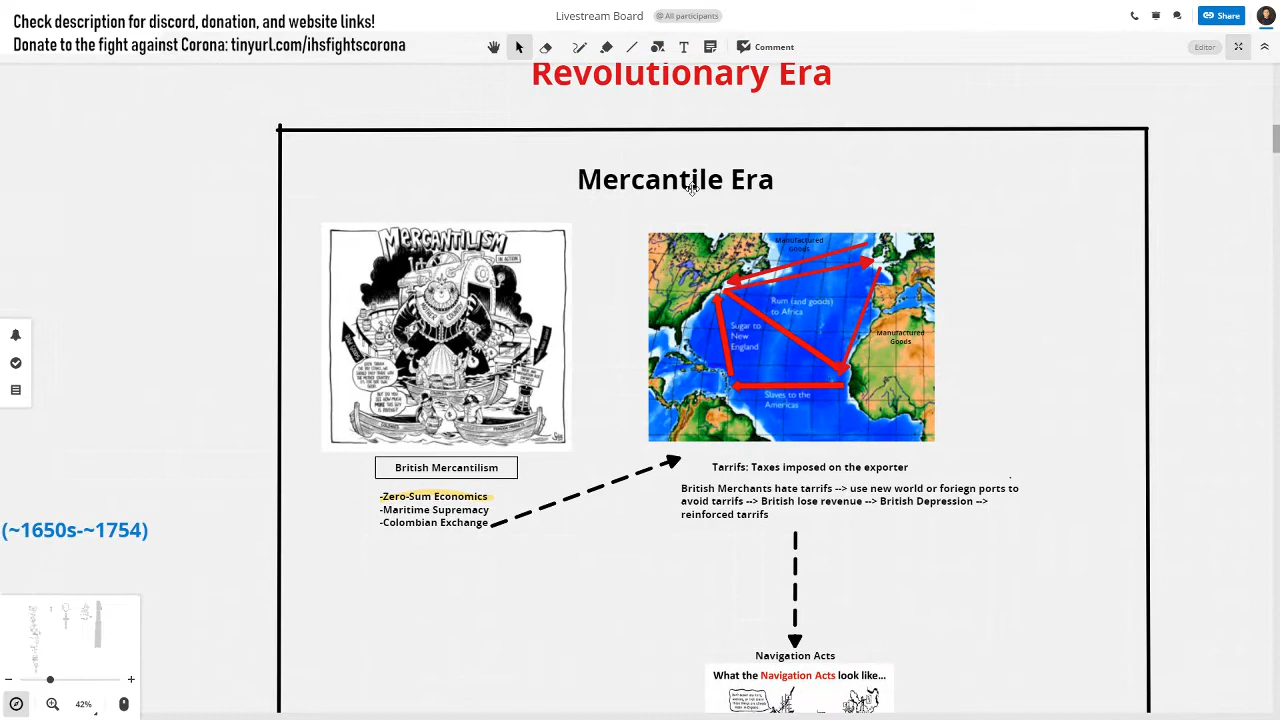 Check description for discord, donation, and website links!
Donate to the fight against Corona: tinyurl.com/ihsfightscorona
Livestream Board
@ All participants
Share
Comment
Editor
Revolutionary Era
Mercantile Era
MERCANTILISM
IN ACTION
Manufactured
Goods
Rum (and goods)
to Africa
Sugar to
New
England
Manufactured
Goods
Slaves to the
Americas
British Mercantilism
-Zero-Sum Economics
-Maritime Supremacy
-Colombian Exchange
Tarrifs: Taxes imposed on the exporter
British Merchants hate tarrifs --> use new world or foriegn ports to
avoid tarrifs --> British lose revenue --> British Depression -->
reinforced tarrifs
(~1650s-~1754)
Navigation Acts
What the Navigation Acts look like...
42%